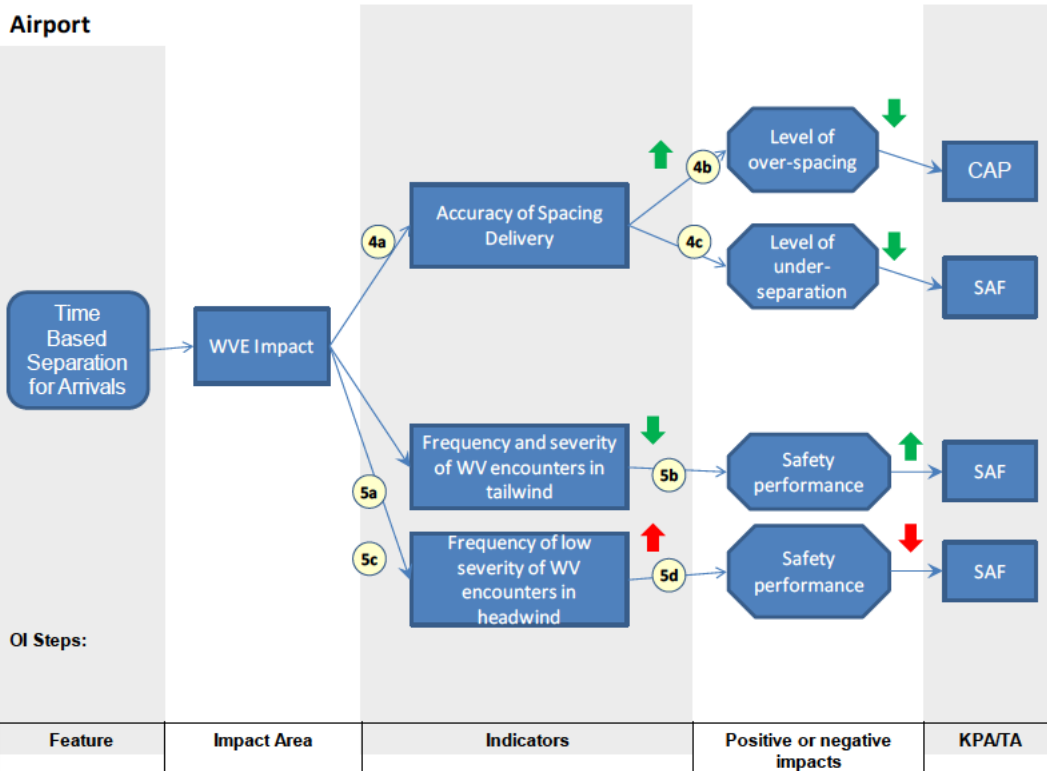 Airport
Time
Based
Separation
for Arrivals
WVE Impact
4a
Accuracy of Spacing
Delivery
4b
Level of
over-spacing
CAP
4c
Level of
under-
separation
SAF
5a
Frequency and severity
of WV encounters in
tailwind
5b
Safety
performance
SAF
5c
Frequency of low
severity of WV
encounters in
headwind
5d
Safety
performance
SAF
OI Steps:
Feature
Impact Area
Indicators
Positive or negative
impacts
KPA/TA